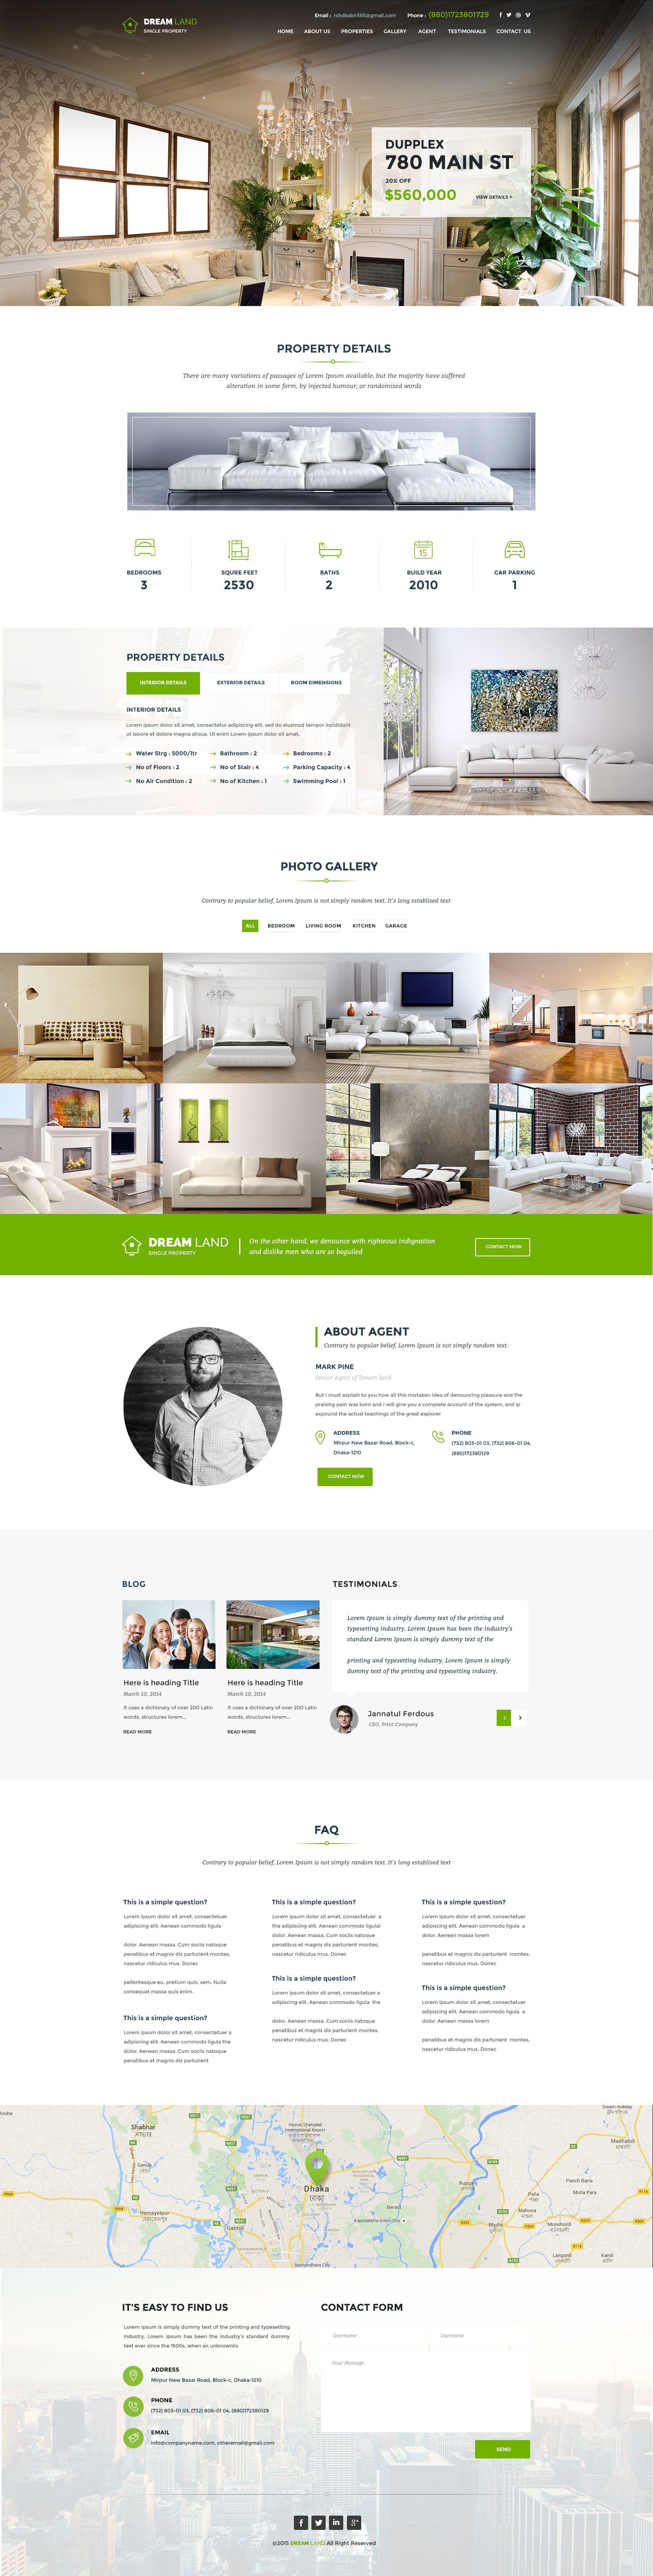 DREAM LAND
SINGLE PROPERTY
Email : rshdkabir365@gmail.com Phone : (880)1723801729
HOME ABOUT US PROPERTIES GALLERY AGENT TESTIMONIALS CONTACT US
DUPPLEX
780 MAIN ST
20% OFF
$560,000
VIEW DETAILS >
PROPERTY DETAILS
There are many variations of passages of Lorem Ipsum available, but the majority have suffered
alteration in some form, by injected humour, or randomised words
BEDROOMS
3
SQURE FEET
2530
BATHS
2
15
BUILD YEAR
2010
CAR PARKING
1
PROPERTY DETAILS
INTERIOR DETAILS EXTERIOR DETAILS ROOM DIMENSIONS
INTERIOR DETAILS
Lorem ipsum dolor sit amet, consectetur adipiscing elit, sed do eiusmod tempor incididunt
ut labore et dolore magna aliqua. Ut enim Lorem ipsum dolor sit amet.
Water Strg : 5000/ltr Bathroom : 2 Bedrooms : 2
No of Floors : 2 No of Stair : 4 Parking Capacity : 4
No Air Condition : 2 No of Kitchen : 1 Swimming Pool : 1
PHOTO GALLERY
Contrary to popular belief, Lorem Ipsum is not simply random text. It's long establised text
ALL BEDROOM LIVING ROOM KITCHEN GARAGE
DREAM LAND
SINGLE PROPERTY
On the other hand, we denounce with righteous indignation
and dislike men who are so beguiled
CONTACT NOW
ABOUT AGENT
Contrary to popular belief, Lorem Ipsum is not simply random text.
MARK PINE
Senior Agent of Dream land
But I must explain to you how all this mistaken idea of denouncing pleasure and the
praising pain was born and I will give you a complete account of the system, and ip
expound the actual teachings of the great explorer
ADDRESS
Mirpur New Bazar Road, Block-c,
Dhaka-1210
PHONE
(732) 803-01 03, (732) 806-01 04,
(880)172380129
CONTACT NOW
BLOG
Here is heading Title
March 10, 2014
It uses a dictionary of over 200 Latin
words, structures lorem...
READ MORE
Here is heading Title
March 10, 2014
It uses a dictionary of over 200 Latin
words, structures lorem...
READ MORE
TESTIMONIALS
Lorem Ipsum is simply dummy text of the printing and
typesetting industry. Lorem Ipsum has been the industry's
standard Lorem Ipsum is simply dummy text of the
printing and typesetting industry. Lorem Ipsum is simply
dummy text of the printing and typesetting industry.
Jannatul Ferdous
CEO, Print Company
FAQ
Contrary to popular belief, Lorem Ipsum is not simply random text. It's long establised text
This is a simple question?
Lorem ipsum dolor sit amet, consectetuer
adipiscing elit. Aenean commodo ligula
dolor. Aenean massa. Cum sociis natoque
penatibus et magnis dis parturient montes,
nascetur ridiculus mus. Donec
pellentesque eu, pretium quis, sem. Nulla
consequat massa quis enim.
This is a simple question?
Lorem ipsum dolor sit amet, consectetuer a
adipiscing elit. Aenean commodo ligula the
dolor. Aenean massa. Cum sociis natoque
penatibus et magnis dis parturient
This is a simple question?
Lorem ipsum dolor sit amet, consectetuer a
the adipiscing elit. Aenean commodo ligulal
dolor. Aenean massa. Cum sociis natoque
penatibus et magnis dis parturient montes,
nascetur ridiculus mus. Donec
This is a simple question?
Lorem ipsum dolor sit amet, consectetuer a
adipiscing elit. Aenean commodo ligula the
dolor. Aenean massa. Cum sociis natoque
penatibus et magnis dis parturient montes,
nascetur ridiculus mus. Donec
This is a simple question?
Lorem ipsum dolor sit amet, consectetuer
adipiscing elit. Aenean commodo ligula a
dolor. Aenean massa lorem
penatibus et magnis dis parturient montes,
nascetur ridiculus mus. Donec
This is a simple question?
Lorem ipsum dolor sit amet, consectetuer
adipiscing elit. Aenean commodo ligula a
dolor. Aenean massa lorem
penatibus et magnis dis parturient montes,
nascetur ridiculus mus. Donec
Shabhar
Hazrat Shahjalal
International Airport
Madhabdi
Genda
Panch Baria
Dhaka
ঢাকা
Palla
Molla Para
Hemayetpur
Beraid
Mahona
Gabtoli
Kapotakkho Green City
Bhulta
Monohordi
Langordi
Kandi
Bashundhara City
IT'S EASY TO FIND US
Lorem Ipsum is simply dummy text of the printing and typesetting
industry. Lorem Ipsum has been the industry's standard dummy
text ever since the 1500s, when an unknownto
ADDRESS
Mirpur New Bazar Road, Block-c, Dhaka-1210
PHONE
(732) 803-01 03, (732) 806-01 04, (880)172380129
EMAIL
info@companyname.com, otheremail@gmail.com
CONTACT FORM
Username Username
Your Message
SEND
©2015 DREAM LAND All Right Reserved